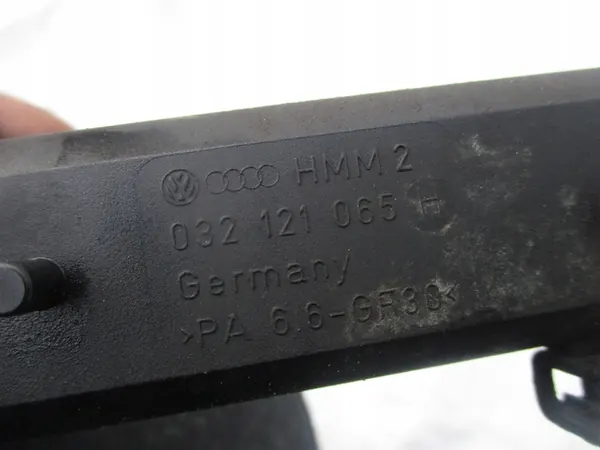 HMM 2
032 121 065 H
Germany
>PA 6.6-GF30<